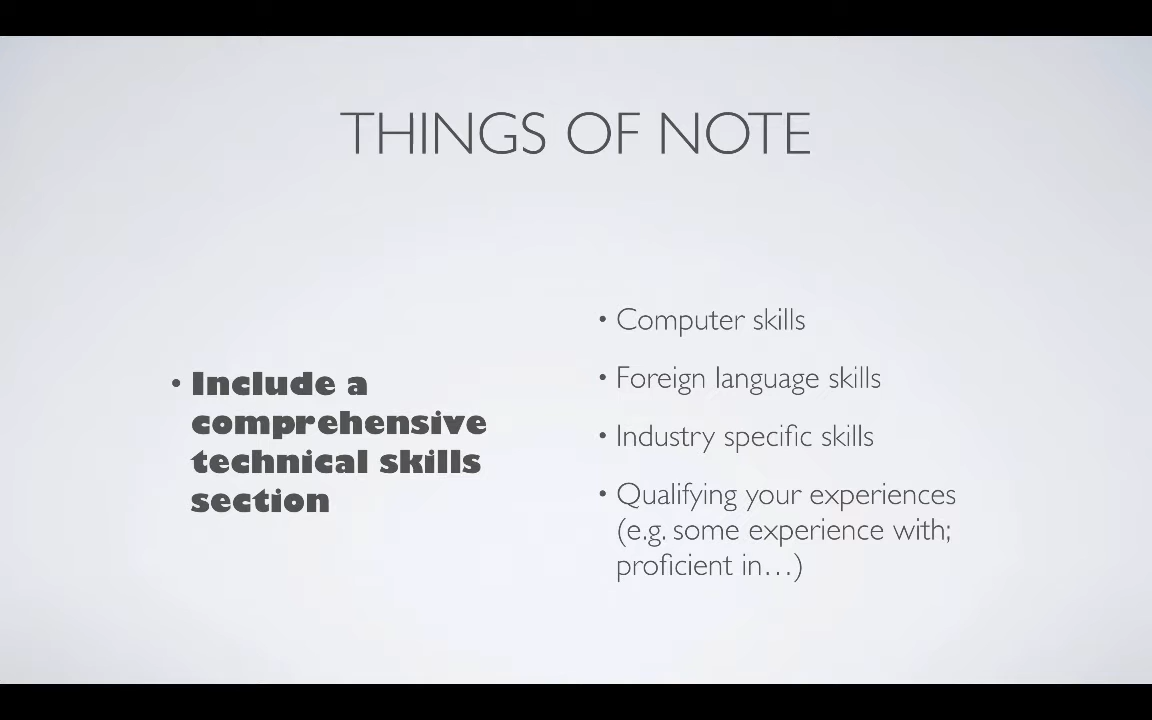 THINGS OF NOTE
• Include a
comprehensive
technical skills
section
• Computer skills
• Foreign language skills
• Industry specific skills
• Qualifying your experiences
(e.g. some experience with;
proficient in…)